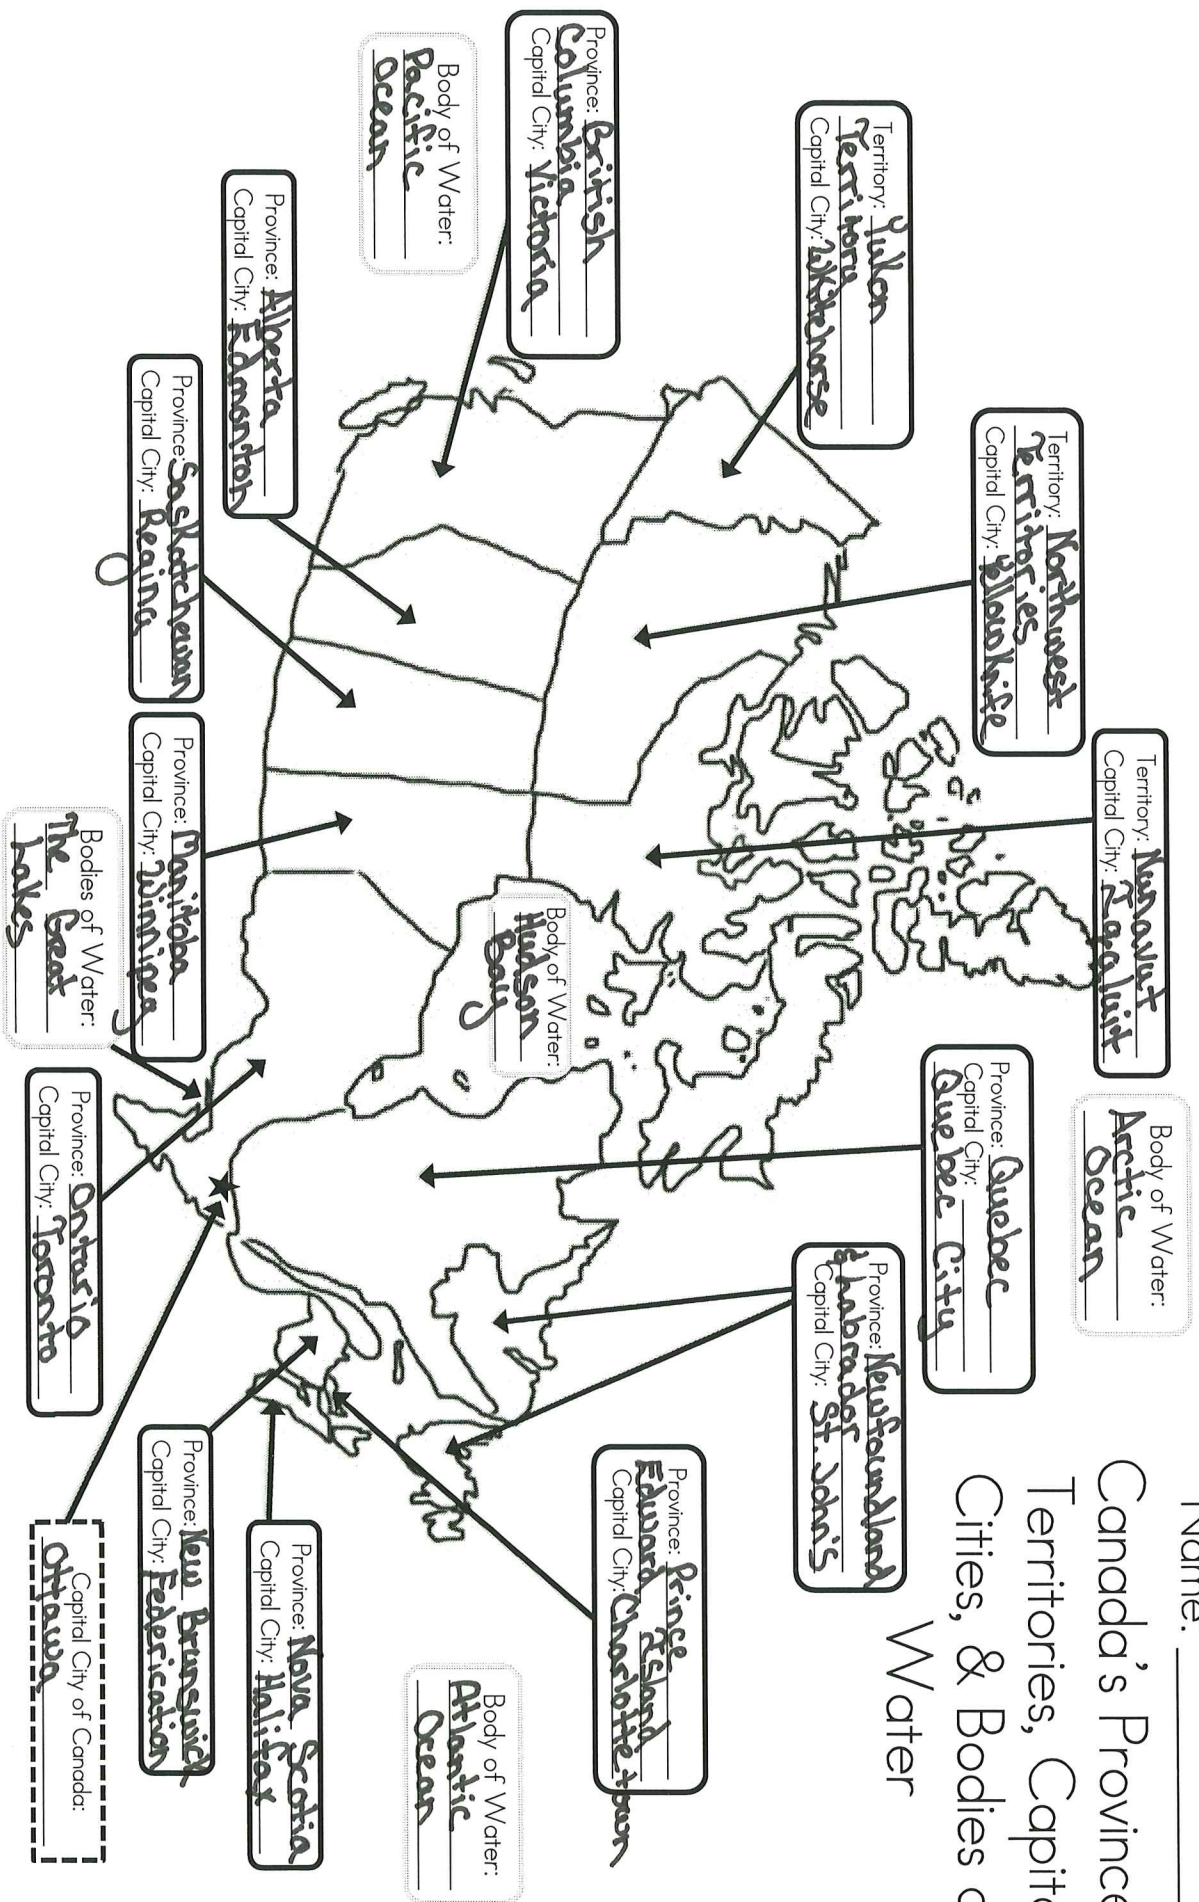 Name:
Canada's Province
Territories, Capita
Cities, & Bodies o
Water
Territory: Yukon
Territory
Capital City: Whitehorse
Territory: Northwest
Territories
Capital City: Yellowknife
Territory: Nunavut
Capital City: Iqaluit
Body of Water:
Arctic
Ocean
Province: British
Columbia
Capital City: Victoria
Body of Water:
Pacific
Ocean
Province: Alberta
Capital City: Edmonton
Province: Saskatchewan
Capital City: Regina
Province: Manitoba
Capital City: Winnipeg
Bodies of Water:
The Great
Lakes
Body of Water:
Hudson
Bay
Province: Ontario
Capital City: Toronto
Province: Quebec
Capital City:
Quebec City
Province: Newfoundland
& Labrador
Capital City: St. John's
Province: Prince
Edward Island
Capital City: Charlottetown
Body of Water:
Atlantic
Ocean
Province: Nova Scotia
Capital City: Halifax
Province: New Brunswick
Capital City: Federication
Capital City of Canada:
Ottawa